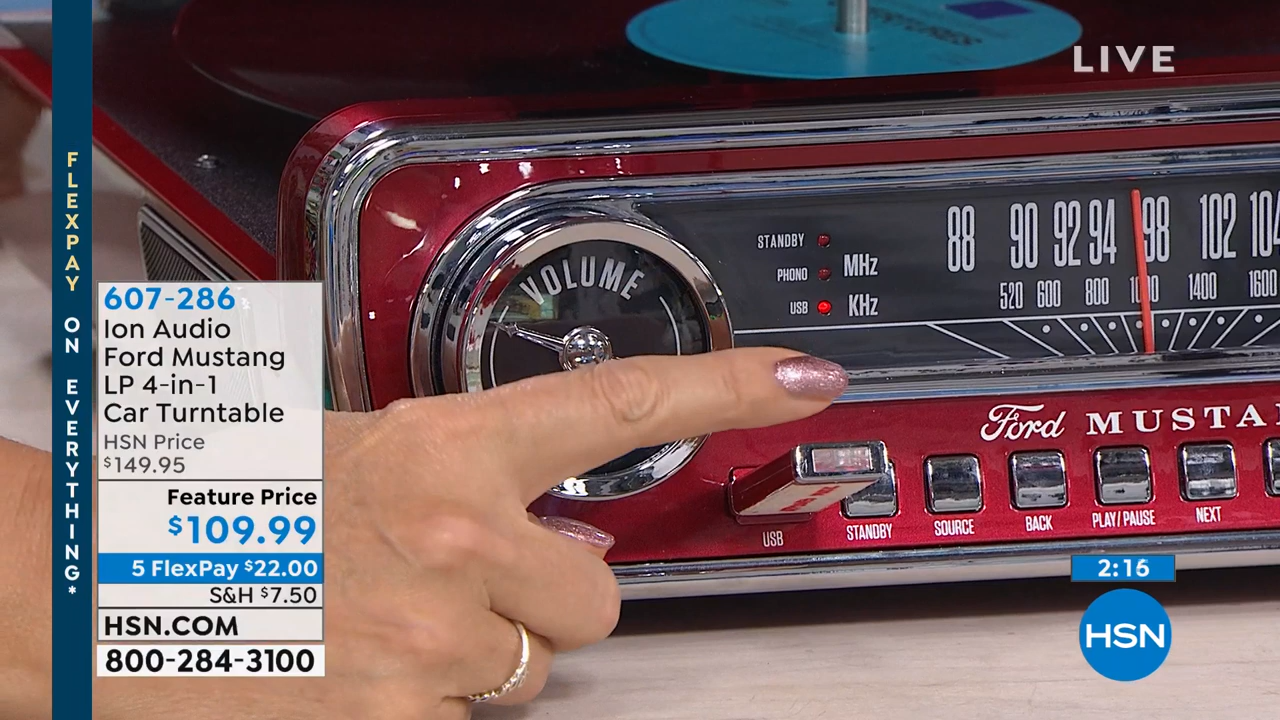 LIVE
FLEXPAY ON EVERYTHING*
607-286
Ion Audio
Ford Mustang
LP 4-in-1
Car Turntable
HSN Price
$149.95
Feature Price
$109.99
5 FlexPay $22.00
S&H $7.50
HSN.COM
800-284-3100
VOLUME
STANDBY
PHONO
USB
MHz
KHz
88 90 92 94 98 102 104
520 600 800 1400 1600
Ford MUSTA
USB
STANDBY
SOURCE
BACK
PLAY/PAUSE
NEXT
2:16
HSN